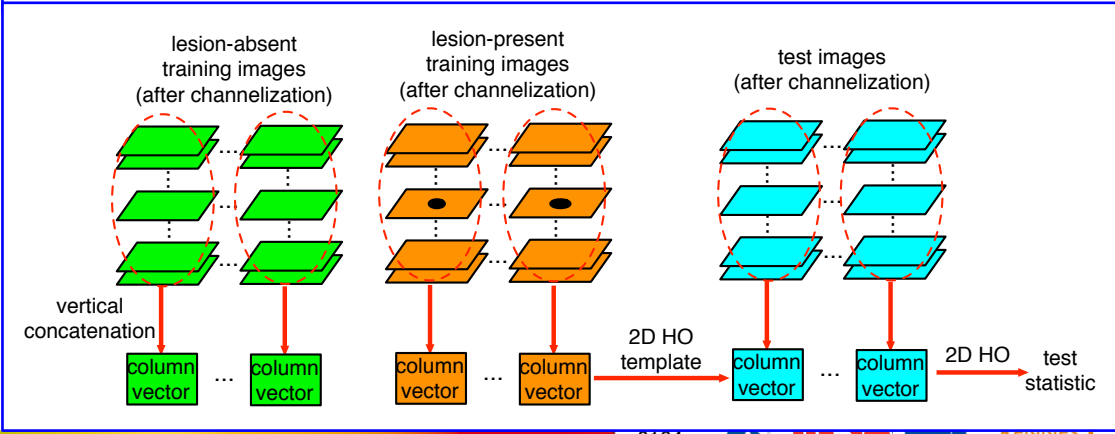 lesion-absent
training images
(after channelization)
lesion-present
training images
(after channelization)
test images
(after channelization)
... ... ...
... ... ...
... ... ...
vertical
concatenation
column
vector
...
column
vector
column
vector
...
column
vector
2D HO
template
column
vector
...
column
vector
2D HO
test
statistic